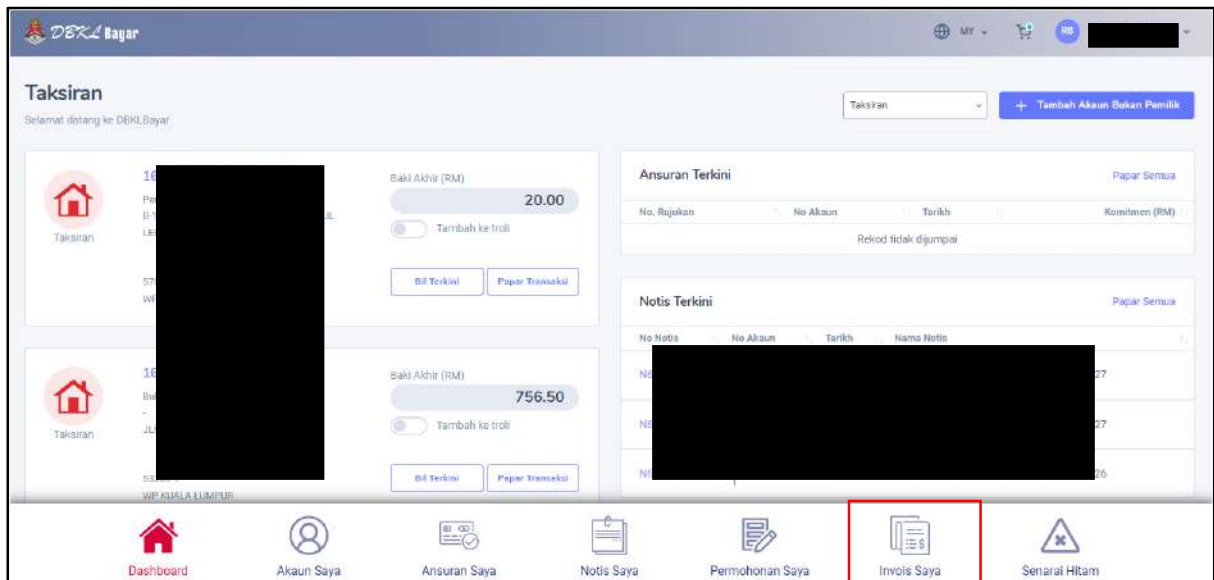 DBKL Bayar
MY
RB
Taksiran
Selamat datang ke DBKLBayar
Taksiran
+ Tambah Akaun Bukan Pemilik
Taksiran
Baki Akhir (RM)
20.00
Tambah ke troli
Bil Terkini
Papar Transaksi
Ansuran Terkini
Papar Semua
No. Rujukan
No Akaun
Tarikh
Komitmen (RM)
Rekod tidak dijumpai
Taksiran
WP KUALA LUMPUR
Baki Akhir (RM)
756.50
Tambah ke troli
Bil Terkini
Papar Transaksi
Notis Terkini
Papar Semua
No Notis
No Akaun
Tarikh
Nama Notis
27
27
26
Dashboard
Akaun Saya
Ansuran Saya
Notis Saya
Permohonan Saya
Invois Saya
Senarai Hitam